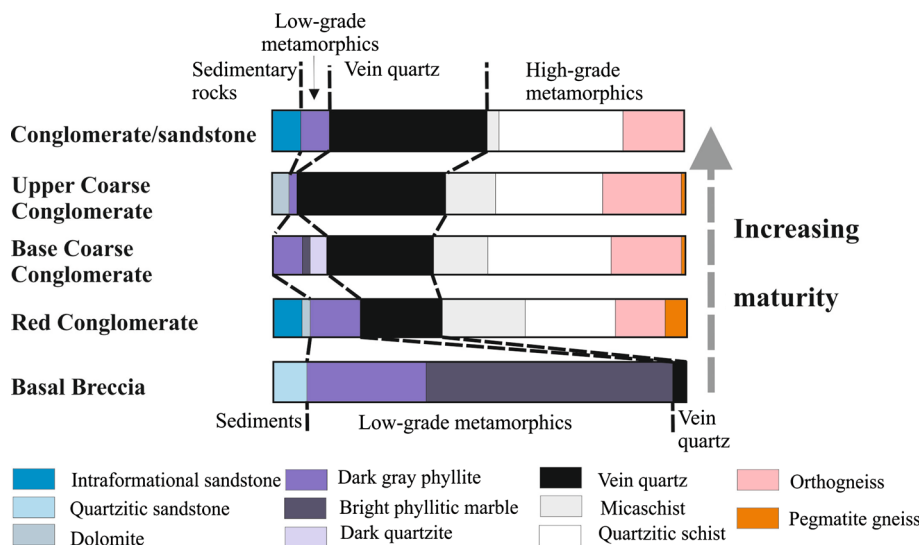 Low-grade
metamorphics
Sedimentary
rocks
Vein quartz
High-grade
metamorphics
Conglomerate/sandstone
Upper Coarse
Conglomerate
Base Coarse
Conglomerate
Red Conglomerate
Basal Breccia
Increasing
maturity
Sediments
Low-grade metamorphics
Vein
quartz
Intraformational sandstone
Quartzitic sandstone
Dolomite
Dark gray phyllite
Bright phyllitic marble
Dark quartzite
Vein quartz
Micaschist
Quartzitic schist
Orthogneiss
Pegmatite gneiss